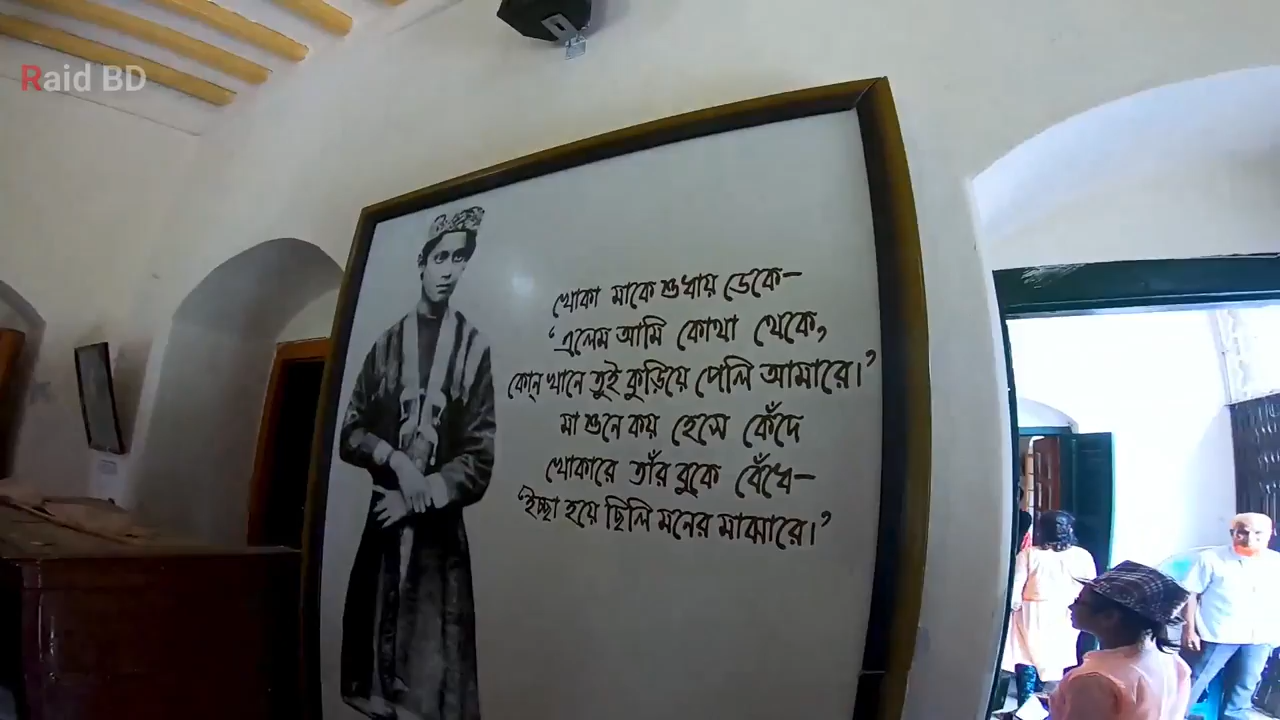 Raid BD
খোকা মাকে শুধায় ডেকে–
‘এলেম আমি কোথা থেকে,
কোন্ খানে তুই কুড়িয়ে পেলি আমারে।’
মা শুনে কয় হেসে কেঁদে
খোকারে তাঁর বুকে বেঁধে–
‘ইচ্ছা হয়ে ছিলি মনের মাঝারে।’